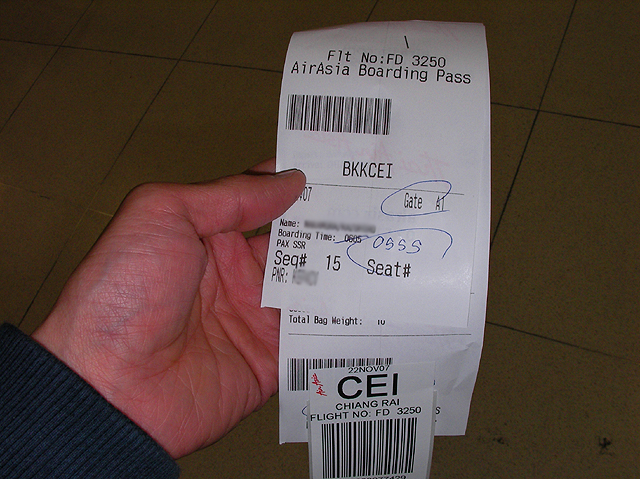 Flt No:FD 3250
AirAsia Boarding Pass
BKKCEI
07
Gate A1
Name:
Boarding Time: 0605 0555
PAX SSR
Seq# 15 Seat#
PNR:
Total Bag Weight: 10
22NOV07
CEI
CHIANG RAI
FLIGHT NO: FD 3250